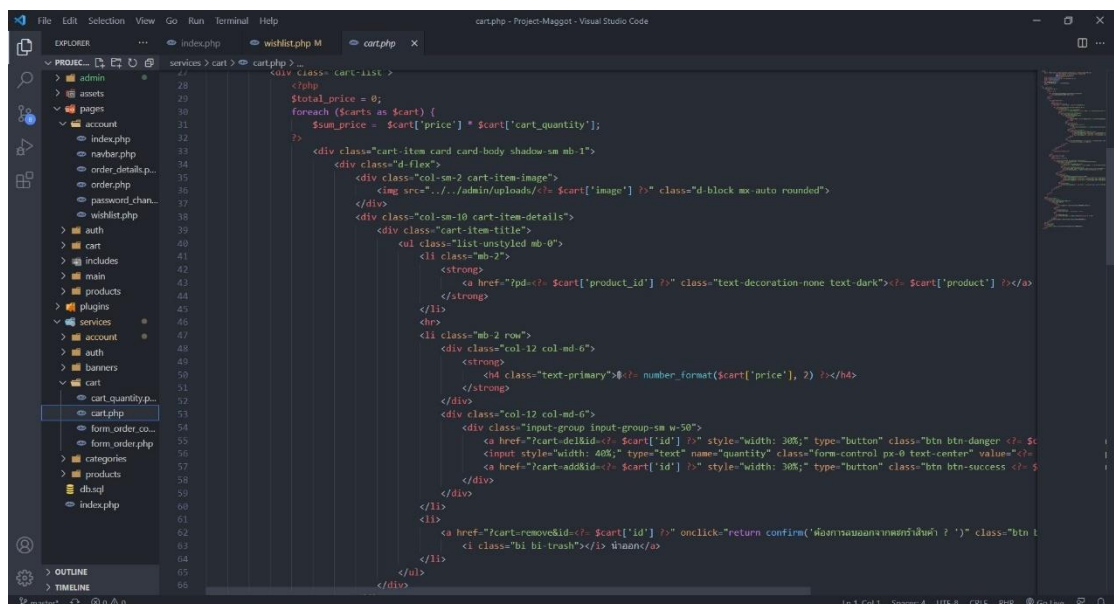 File Edit Selection View Go Run Terminal Help
cart.php - Project-Maggot - Visual Studio Code
EXPLORER
index.php
wishlist.php M
cart.php
PROJEC...
services > cart > cart.php > ...
admin
assets
pages
account
index.php
navbar.php
order_details.p...
order.php
password_chan...
wishlist.php
auth
cart
includes
main
products
plugins
services
account
auth
banners
cart
cart_quantity.p...
cart.php
form_order_co...
form_order.php
categories
products
db.sql
index.php
OUTLINE
TIMELINE
27 <div class="cart-list">
28 <?php
29 $total_price = 0;
30 foreach ($carts as $cart) {
31 $sum_price = $cart['price'] * $cart['cart_quantity'];
32 ?>
33 <div class="cart-item card card-body shadow-sm mb-1">
34 <div class="d-flex">
35 <div class="col-sm-2 cart-item-image">
36 <img src="../../admin/uploads/<?= $cart['image'] ?>" class="d-block mx-auto rounded">
37 </div>
38 <div class="col-sm-10 cart-item-details">
39 <div class="cart-item-title">
40 <ul class="list-unstyled mb-0">
41 <li class="mb-2">
42 <strong>
43 <a href="?pd=<?= $cart['product_id'] ?>" class="text-decoration-none text-dark"><?= $cart['product'] ?></a>
44 </strong>
45 </li>
46 <hr>
47 <li class="mb-2 row">
48 <div class="col-12 col-md-6">
49 <strong>
50 <h4 class="text-primary">฿<?= number_format($cart['price'], 2) ?></h4>
51 </strong>
52 </div>
53 <div class="col-12 col-md-6">
54 <div class="input-group input-group-sm w-50">
55 <a href="?cart=del&id=<?= $cart['id'] ?>" style="width: 30%;" type="button" class="btn btn-danger <?= $c
56 <input style="width: 40%;" type="text" name="quantity" class="form-control px-0 text-center" value="<?=
57 <a href="?cart=add&id=<?= $cart['id'] ?>" style="width: 30%;" type="button" class="btn btn-success <?= $
58 </div>
59 </div>
60 </li>
61 <li>
62 <a href="?cart=remove&id=<?= $cart['id'] ?>" onclick="return confirm('ต้องการลบออกจากตะกร้าสินค้า ? ')" class="btn b
63 <i class="bi bi-trash"></i> นำออก</a>
64 </li>
65 </ul>
66 </div>
master* 0 0
Ln 1, Col 1 Spaces: 4 UTF-8 CRLF PHP Go Live